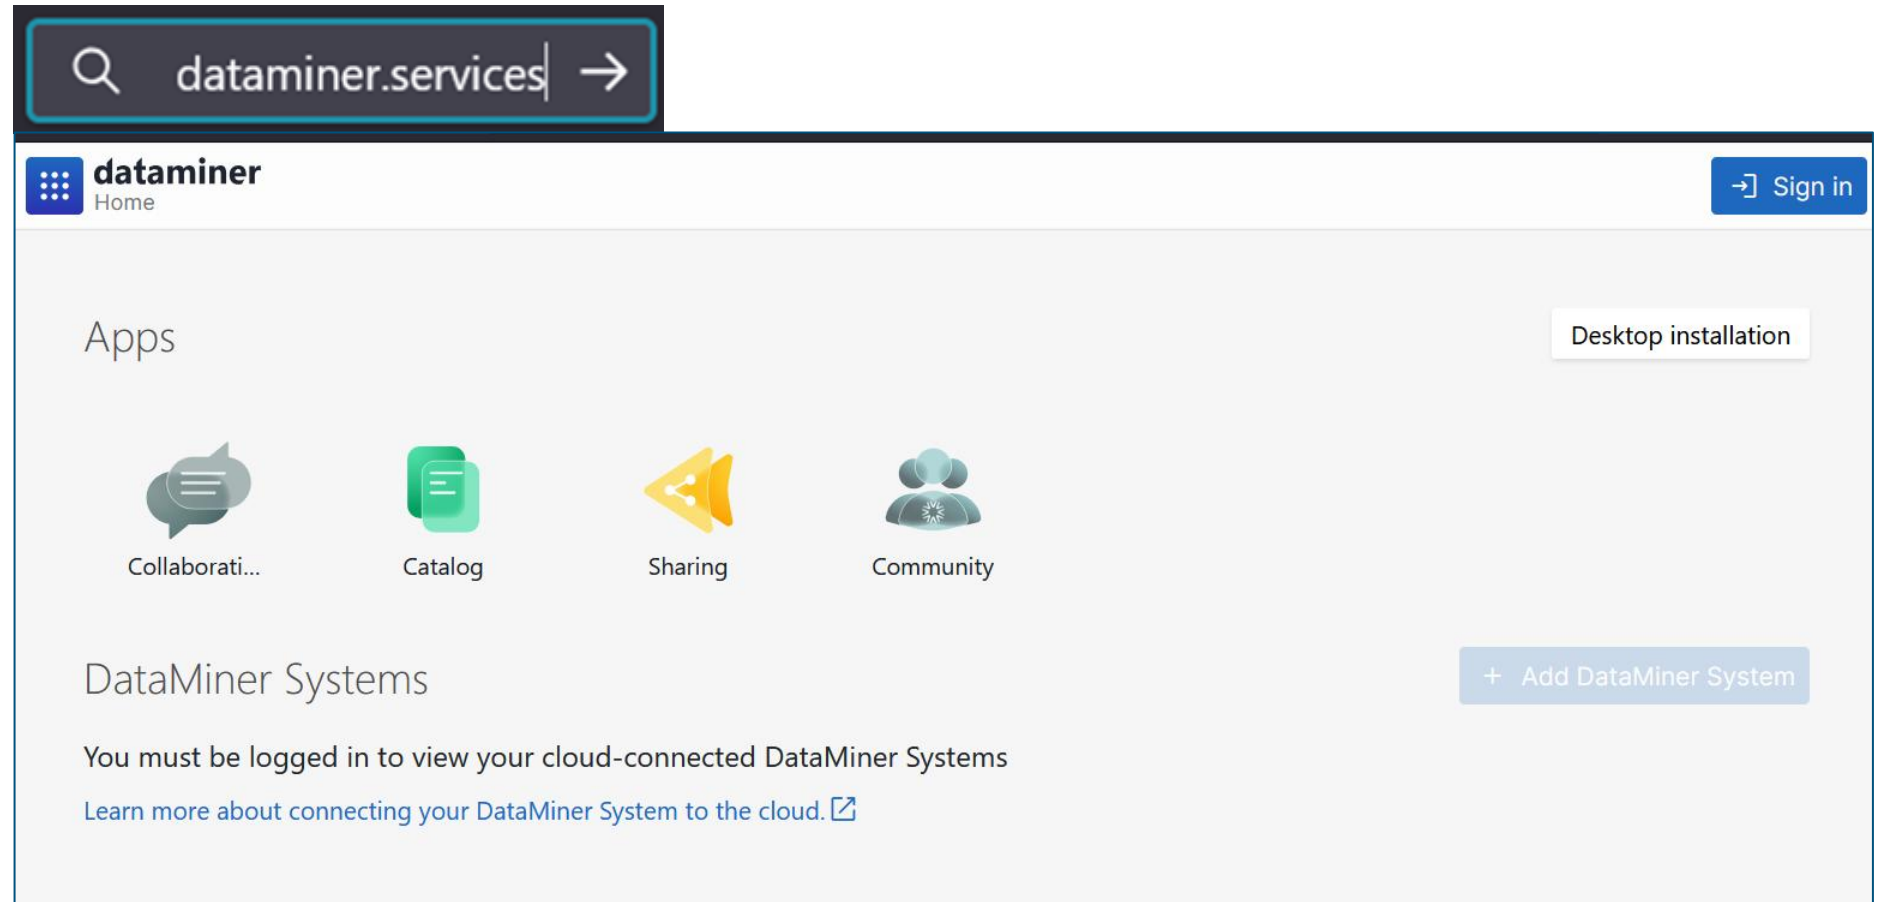 dataminer.services
dataminer
Home
Sign in
Apps
Desktop installation
Collaborati...
Catalog
Sharing
Community
DataMiner Systems
+ Add DataMiner System
You must be logged in to view your cloud-connected DataMiner Systems
Learn more about connecting your DataMiner System to the cloud.